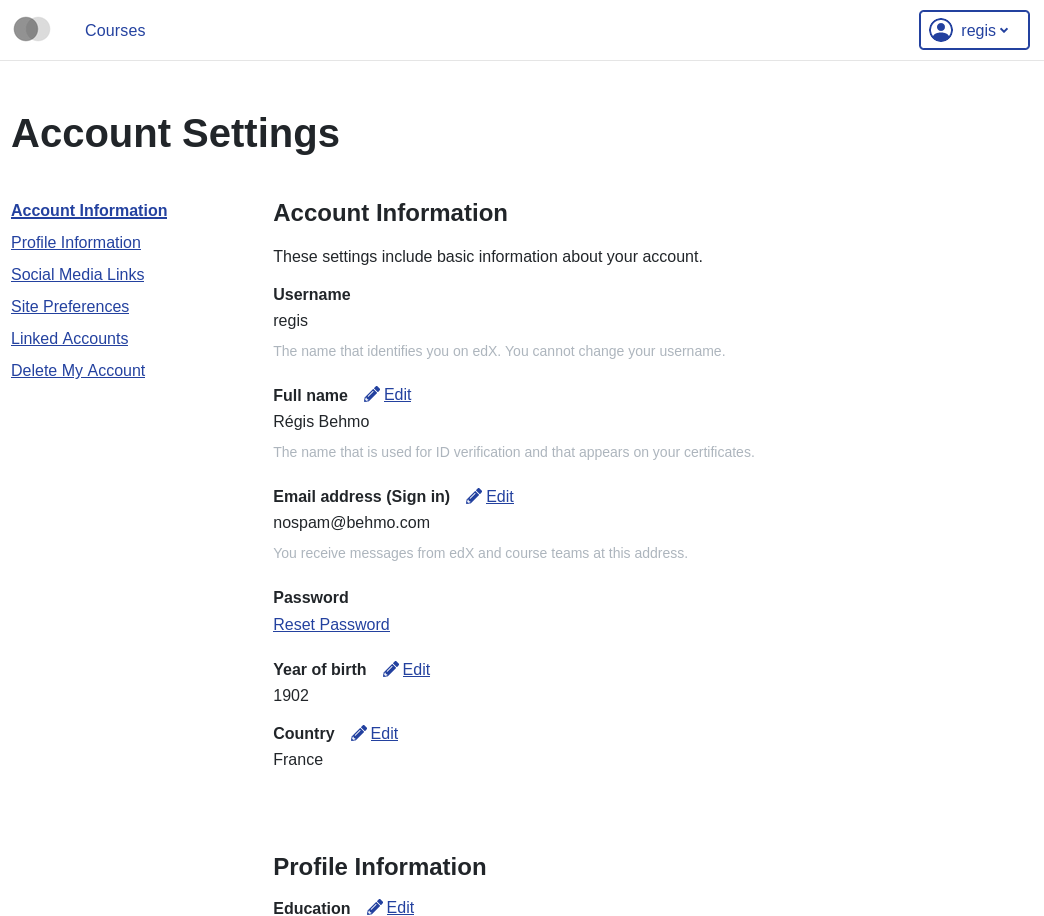 Courses
regis
Account Settings
Account Information
Profile Information
Social Media Links
Site Preferences
Linked Accounts
Delete My Account
Account Information
These settings include basic information about your account.
Username
regis
The name that identifies you on edX. You cannot change your username.
Full name Edit
Régis Behmo
The name that is used for ID verification and that appears on your certificates.
Email address (Sign in) Edit
nospam@behmo.com
You receive messages from edX and course teams at this address.
Password
Reset Password
Year of birth Edit
1902
Country Edit
France
Profile Information
Education Edit